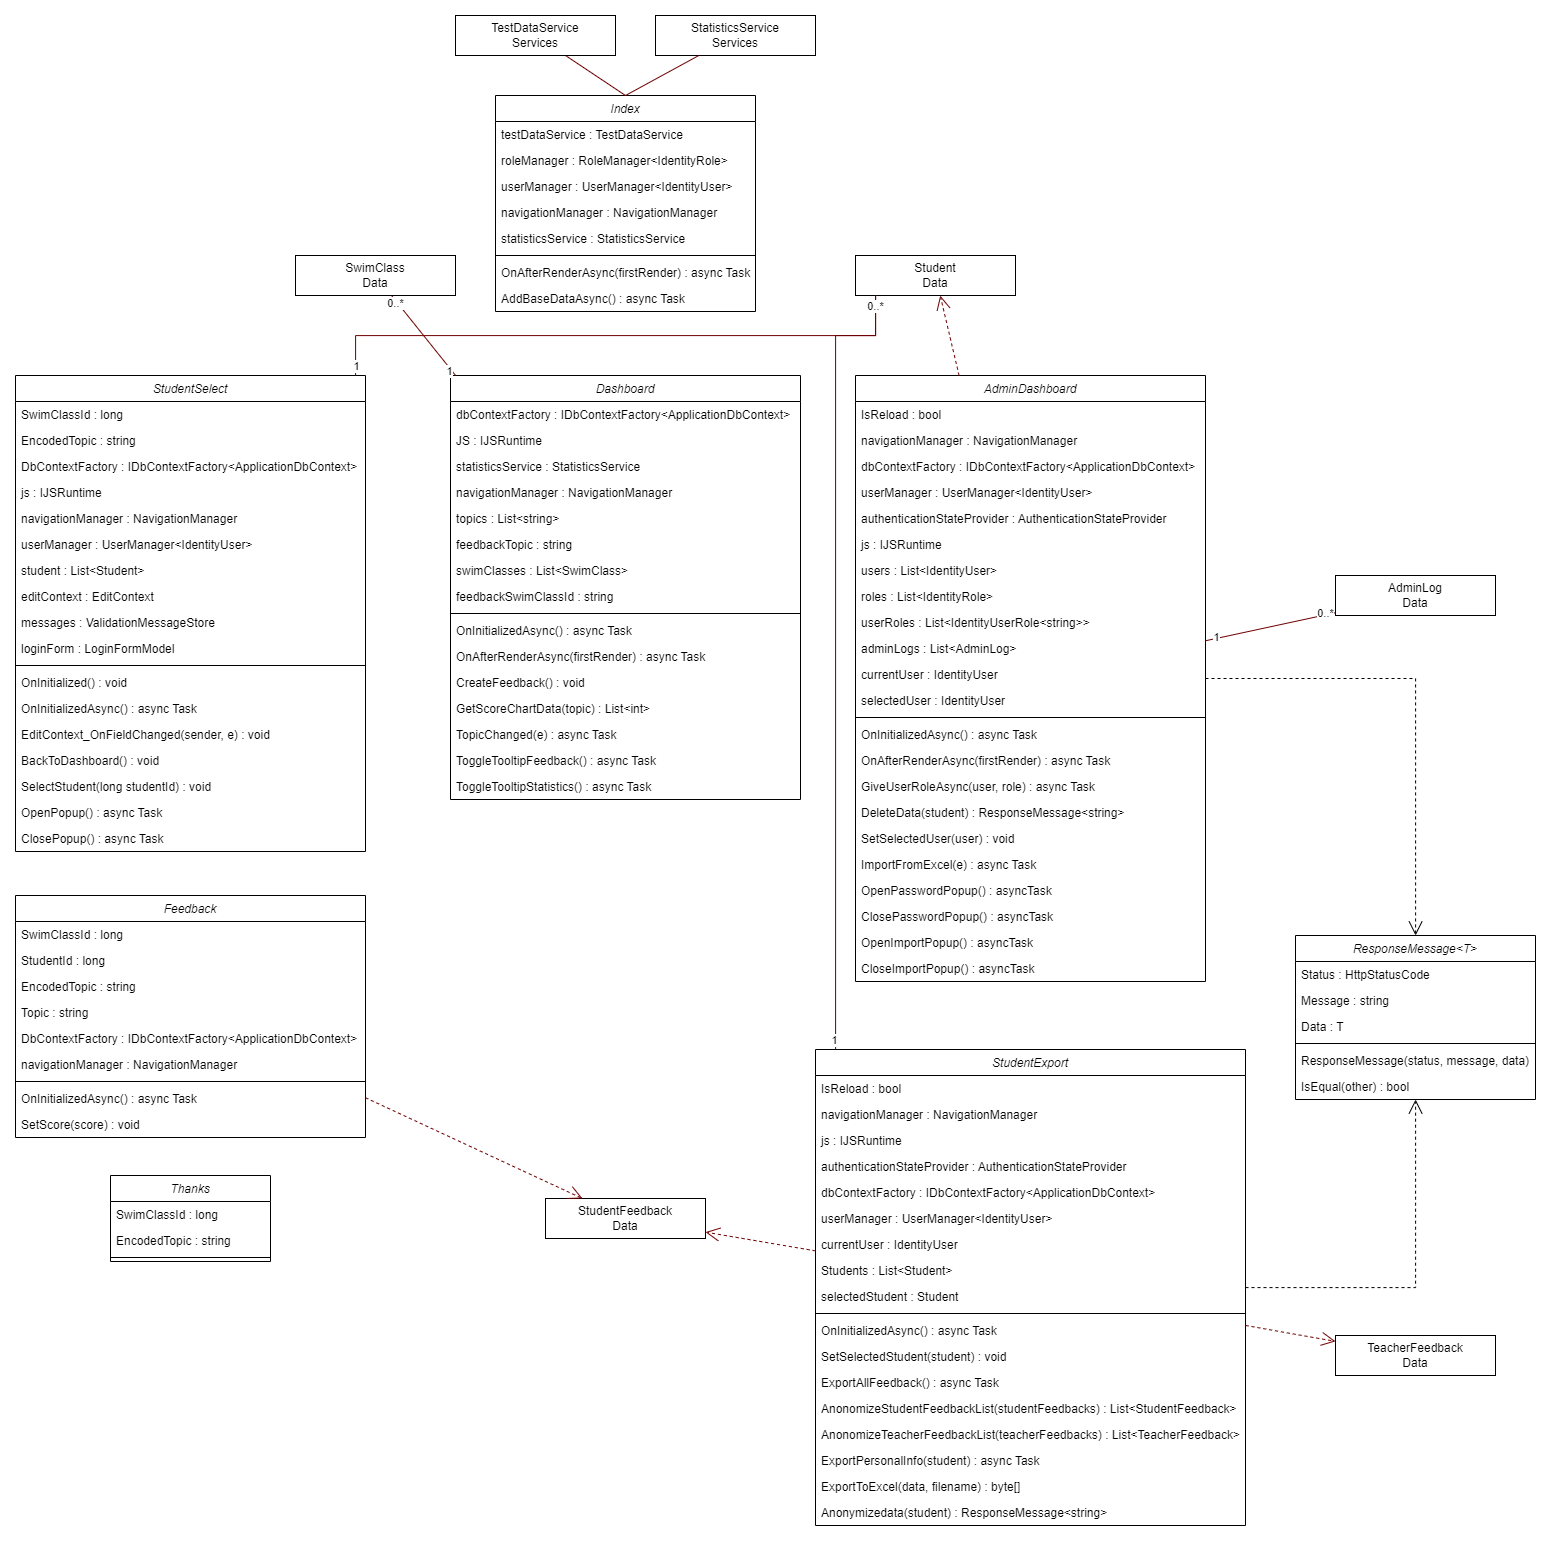 TestDataService
Services
StatisticsService
Services
Index
testDataService : TestDataService
roleManager : RoleManager<IdentityRole>
userManager : UserManager<IdentityUser>
navigationManager : NavigationManager
statisticsService : StatisticsService
OnAfterRenderAsync(firstRender) : async Task
AddBaseDataAsync() : async Task
SwimClass
Data
0..*
1
Student
Data
0..*
1
StudentSelect
SwimClassId : long
EncodedTopic : string
DbContextFactory : IDbContextFactory<ApplicationDbContext>
js : IJSRuntime
navigationManager : NavigationManager
userManager : UserManager<IdentityUser>
student : List<Student>
editContext : EditContext
messages : ValidationMessageStore
loginForm : LoginFormModel
OnInitialized() : void
OnInitializedAsync() : async Task
EditContext_OnFieldChanged(sender, e) : void
BackToDashboard() : void
SelectStudent(long studentId) : void
OpenPopup() : async Task
ClosePopup() : async Task
Dashboard
dbContextFactory : IDbContextFactory<ApplicationDbContext>
JS : IJSRuntime
statisticsService : StatisticsService
navigationManager : NavigationManager
topics : List<string>
feedbackTopic : string
swimClasses : List<SwimClass>
feedbackSwimClassId : string
OnInitializedAsync() : async Task
OnAfterRenderAsync(firstRender) : async Task
CreateFeedback() : void
GetScoreChartData(topic) : List<int>
TopicChanged(e) : async Task
ToggleTooltipFeedback() : async Task
ToggleTooltipStatistics() : async Task
AdminDashboard
IsReload : bool
navigationManager : NavigationManager
dbContextFactory : IDbContextFactory<ApplicationDbContext>
userManager : UserManager<IdentityUser>
authenticationStateProvider : AuthenticationStateProvider
js : IJSRuntime
users : List<IdentityUser>
roles : List<IdentityRole>
userRoles : List<IdentityUserRole<string>>
adminLogs : List<AdminLog>
currentUser : IdentityUser
selectedUser : IdentityUser
OnInitializedAsync() : async Task
OnAfterRenderAsync(firstRender) : async Task
GiveUserRoleAsync(user, role) : async Task
DeleteData(student) : ResponseMessage<string>
SetSelectedUser(user) : void
ImportFromExcel(e) : async Task
OpenPasswordPopup() : asyncTask
ClosePasswordPopup() : asyncTask
OpenImportPopup() : asyncTask
CloseImportPopup() : asyncTask
AdminLog
Data
0..*
1
Feedback
SwimClassId : long
StudentId : long
EncodedTopic : string
Topic : string
DbContextFactory : IDbContextFactory<ApplicationDbContext>
navigationManager : NavigationManager
OnInitializedAsync() : async Task
SetScore(score) : void
ResponseMessage<T>
Status : HttpStatusCode
Message : string
Data : T
ResponseMessage(status, message, data)
IsEqual(other) : bool
1
StudentExport
IsReload : bool
navigationManager : NavigationManager
js : IJSRuntime
authenticationStateProvider : AuthenticationStateProvider
dbContextFactory : IDbContextFactory<ApplicationDbContext>
userManager : UserManager<IdentityUser>
currentUser : IdentityUser
Students : List<Student>
selectedStudent : Student
OnInitializedAsync() : async Task
SetSelectedStudent(student) : void
ExportAllFeedback() : async Task
AnonomizeStudentFeedbackList(studentFeedbacks) : List<StudentFeedback>
AnonomizeTeacherFeedbackList(teacherFeedbacks) : List<TeacherFeedback>
ExportPersonalInfo(student) : async Task
ExportToExcel(data, filename) : byte[]
Anonymizedata(student) : ResponseMessage<string>
Thanks
SwimClassId : long
EncodedTopic : string
StudentFeedback
Data
TeacherFeedback
Data